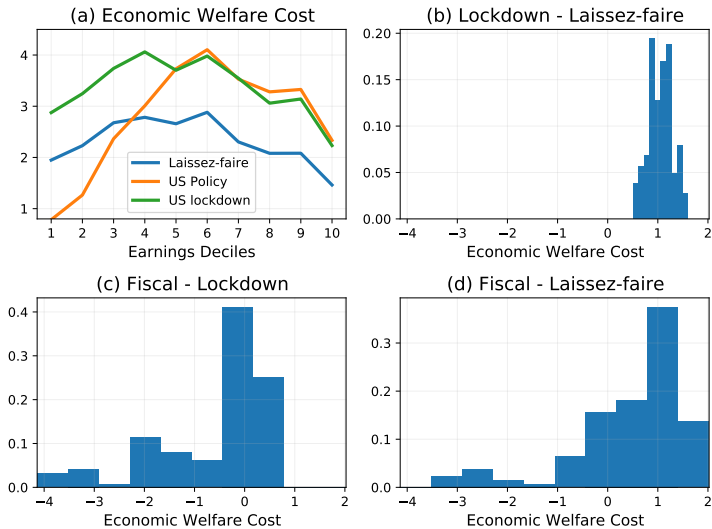 (a) Economic Welfare Cost
4
3
2
1
Laissez-faire
US Policy
US lockdown
1 2 3 4 5 6 7 8 9 10
Earnings Deciles
(b) Lockdown - Laissez-faire
0.20
0.15
0.10
0.05
0.00
−4 −3 −2 −1 0 1 2
Economic Welfare Cost
(c) Fiscal - Lockdown
0.4
0.3
0.2
0.1
0.0
−4 −3 −2 −1 0 1 2
Economic Welfare Cost
(d) Fiscal - Laissez-faire
0.3
0.2
0.1
0.0
−4 −3 −2 −1 0 1 2
Economic Welfare Cost